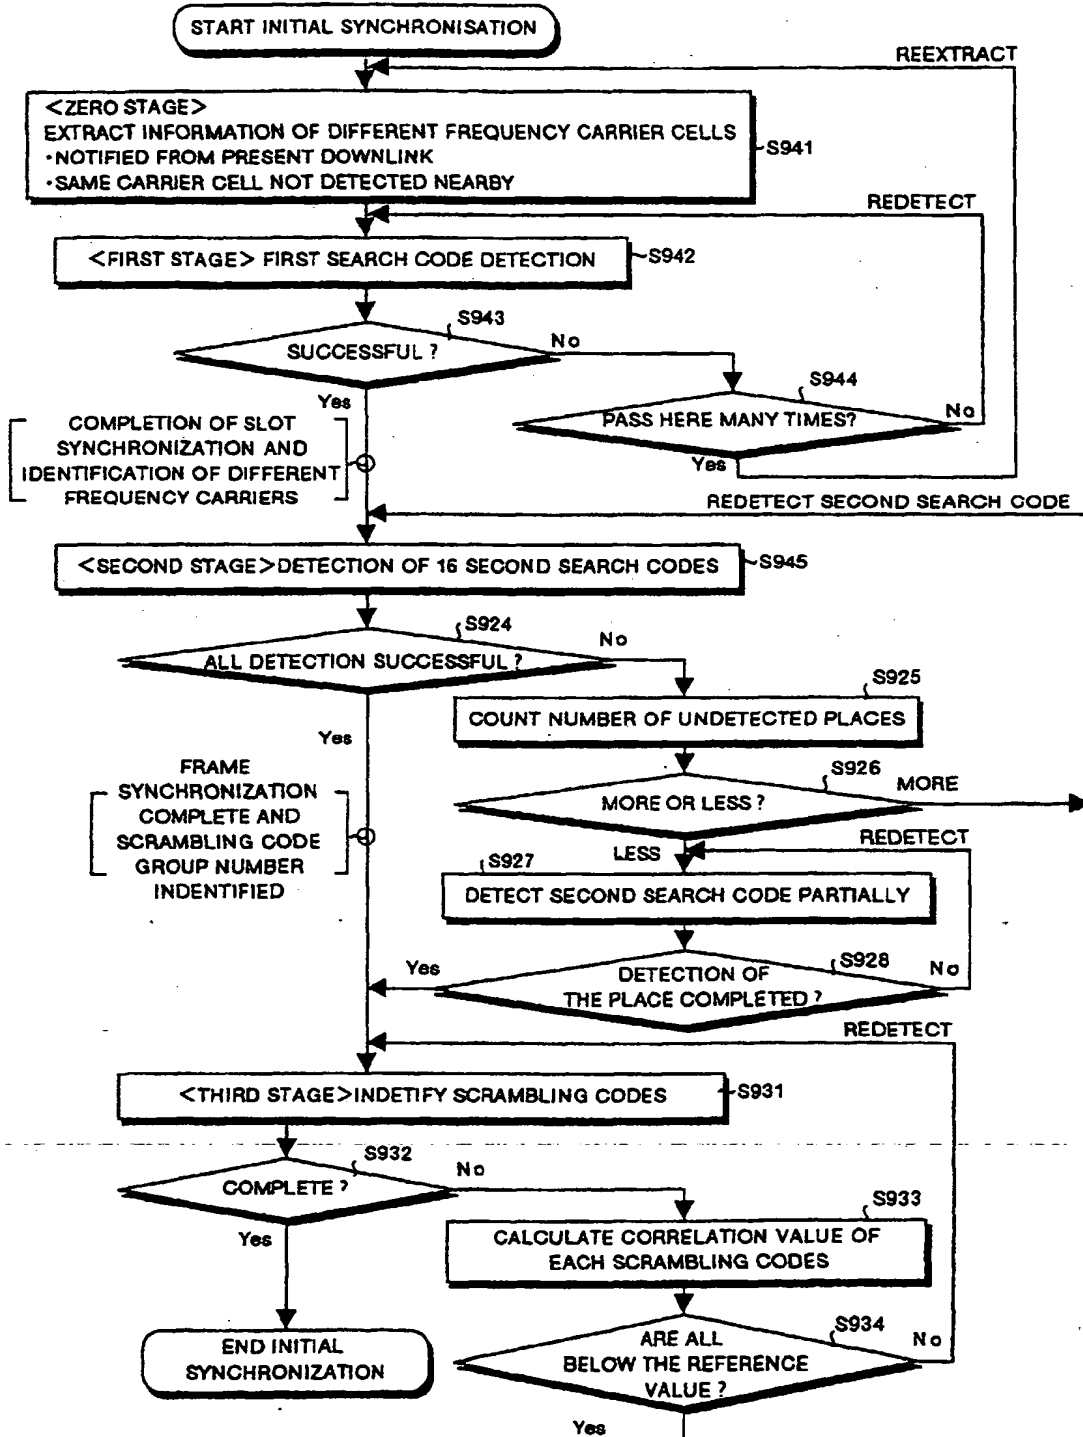 START INITIAL SYNCHRONISATION
REEXTRACT
<ZERO STAGE>
EXTRACT INFORMATION OF DIFFERENT FREQUENCY CARRIER CELLS
·NOTIFIED FROM PRESENT DOWNLINK
·SAME CARRIER CELL NOT DETECTED NEARBY
S941
REDETECT
<FIRST STAGE> FIRST SEARCH CODE DETECTION
S942
S943
SUCCESSFUL ?
No
Yes
S944
PASS HERE MANY TIMES?
No
Yes
COMPLETION OF SLOT
SYNCHRONIZATION AND
IDENTIFICATION OF DIFFERENT
FREQUENCY CARRIERS
REDETECT SECOND SEARCH CODE
<SECOND STAGE>DETECTION OF 16 SECOND SEARCH CODES
S945
S924
ALL DETECTION SUCCESSFUL ?
No
Yes
S925
COUNT NUMBER OF UNDETECTED PLACES
S926
MORE OR LESS ?
MORE
LESS
REDETECT
FRAME
SYNCHRONIZATION
COMPLETE AND
SCRAMBLING CODE
GROUP NUMBER
INDENTIFIED
S927
DETECT SECOND SEARCH CODE PARTIALLY
S928
DETECTION OF
THE PLACE COMPLETED ?
Yes
No
REDETECT
<THIRD STAGE>INDETIFY SCRAMBLING CODES
S931
S932
COMPLETE ?
No
Yes
S933
CALCULATE CORRELATION VALUE OF
EACH SCRAMBLING CODES
S934
ARE ALL
BELOW THE REFERENCE
VALUE ?
No
Yes
END INITIAL
SYNCHRONIZATION